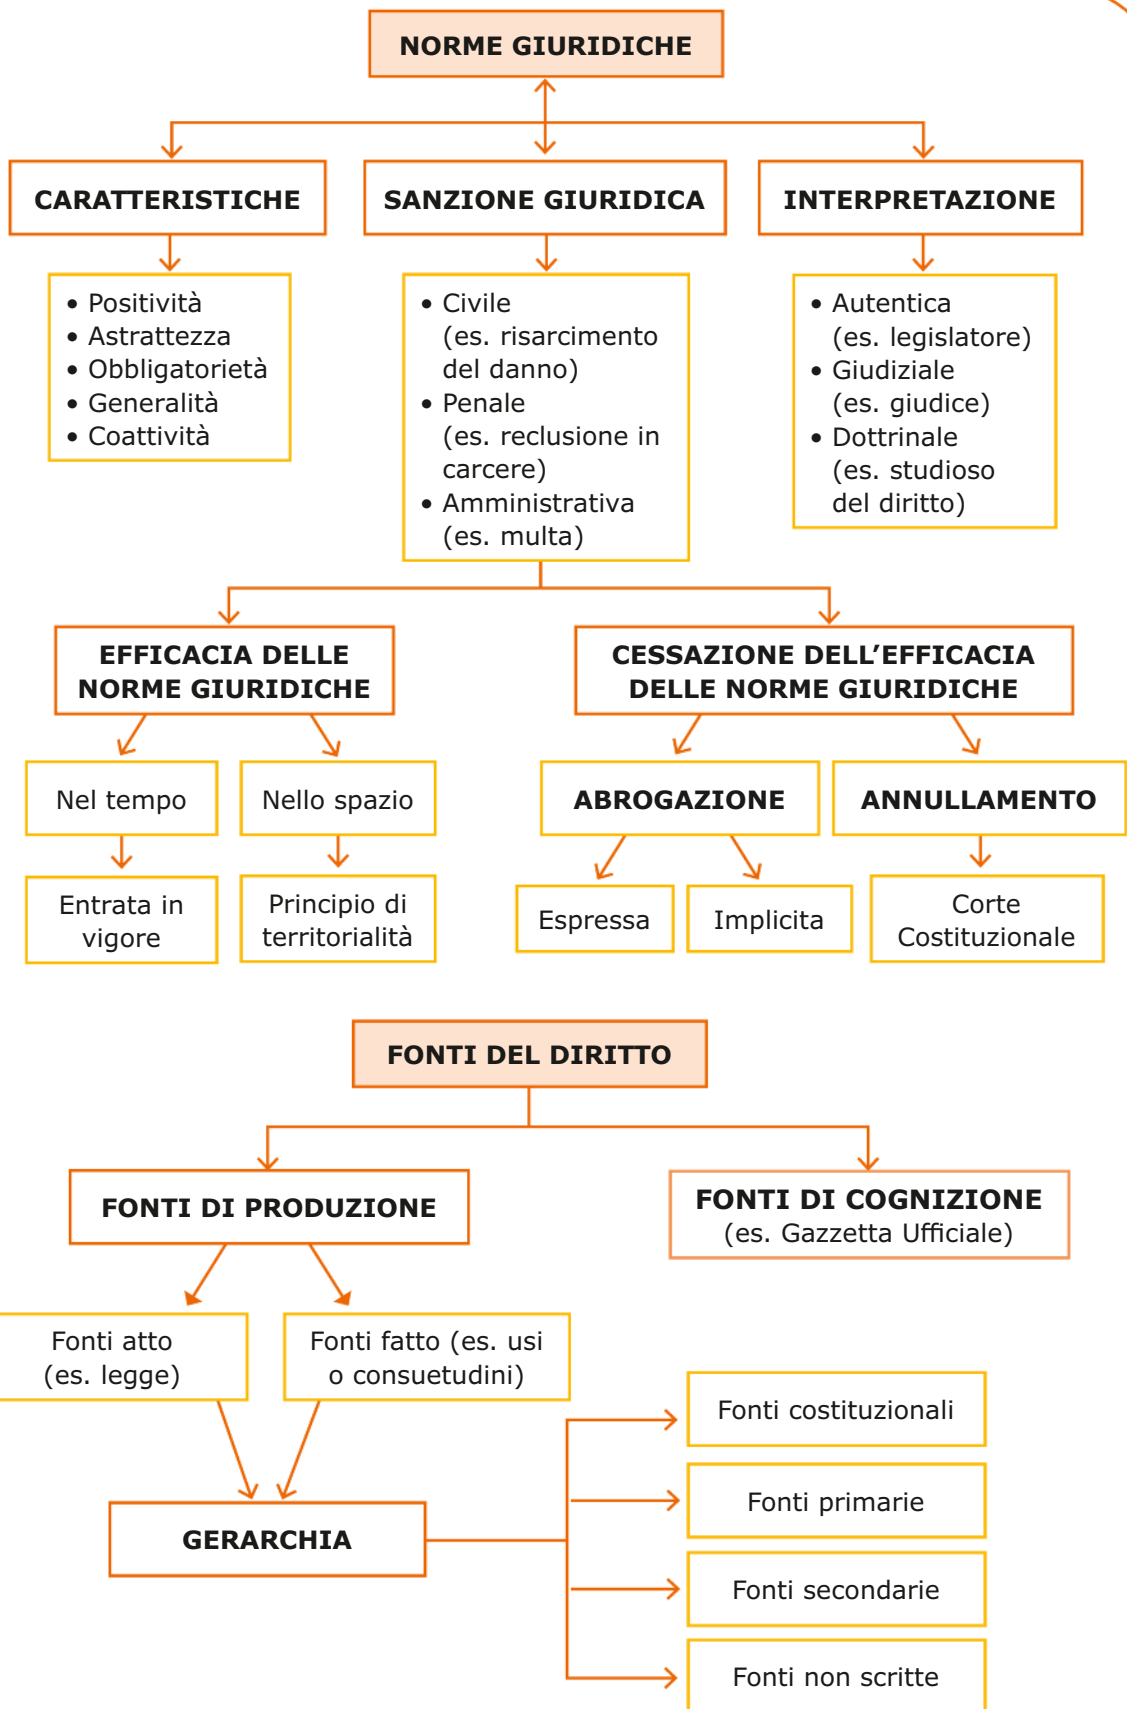 NORME GIURIDICHE
CARATTERISTICHE
• Positività
• Astrattezza
• Obbligatorietà
• Generalità
• Coattività
SANZIONE GIURIDICA
• Civile
(es. risarcimento
del danno)
• Penale
(es. reclusione in
carcere)
• Amministrativa
(es. multa)
INTERPRETAZIONE
• Autentica
(es. legislatore)
• Giudiziale
(es. giudice)
• Dottrinale
(es. studioso
del diritto)
EFFICACIA DELLE
NORME GIURIDICHE
Nel tempo
Entrata in
vigore
Nello spazio
Principio di
territorialità
CESSAZIONE DELL’EFFICACIA
DELLE NORME GIURIDICHE
ABROGAZIONE
Espressa
Implicita
ANNULLAMENTO
Corte
Costituzionale
FONTI DEL DIRITTO
FONTI DI PRODUZIONE
FONTI DI COGNIZIONE
(es. Gazzetta Ufficiale)
Fonti atto
(es. legge)
Fonti fatto (es. usi
o consuetudini)
GERARCHIA
Fonti costituzionali
Fonti primarie
Fonti secondarie
Fonti non scritte